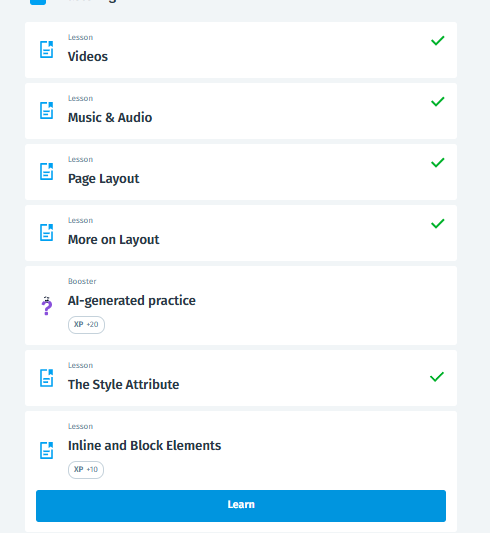 Lesson
Videos
Lesson
Music & Audio
Lesson
Page Layout
Lesson
More on Layout
Booster
AI-generated practice
XP +20
Lesson
The Style Attribute
Lesson
Inline and Block Elements
XP +10
Learn